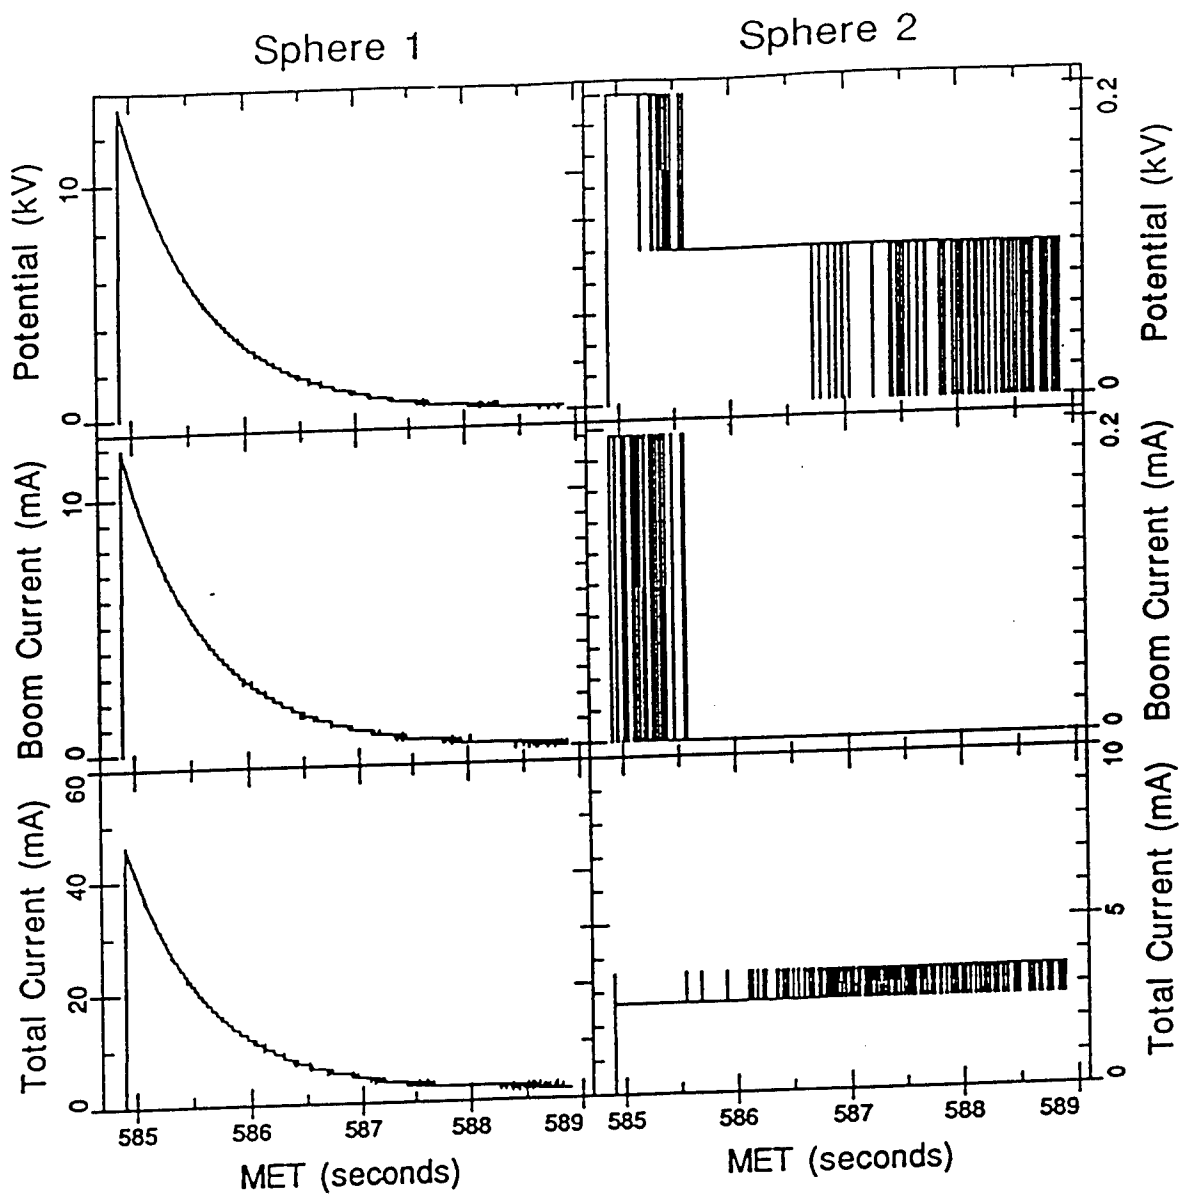 Sphere 1
Sphere 2
Potential (kV)
10
0
0.2
0
Potential (kV)
Boom Current (mA)
10
0
0.2
0
Boom Current (mA)
Total Current (mA)
60
40
20
0
10
5
0
Total Current (mA)
585 586 587 588 589
585 586 587 588 589
MET (seconds)
MET (seconds)